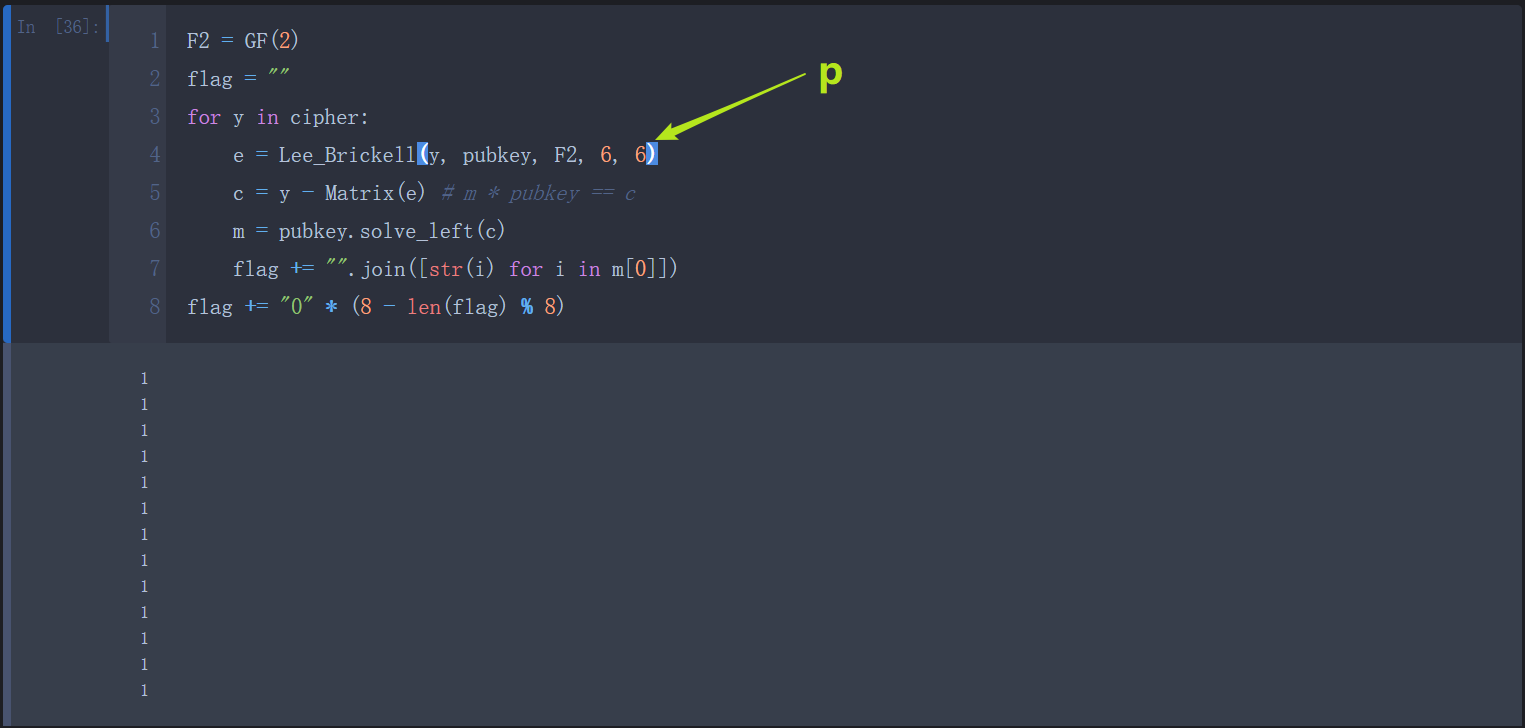 In [36]:
p
1 F2 = GF(2)
2 flag = ""
3 for y in cipher:
4 e = Lee_Brickell(y, pubkey, F2, 6, 6)
5 c = y - Matrix(e) # m * pubkey == c
6 m = pubkey.solve_left(c)
7 flag += "".join([str(i) for i in m[0]])
8 flag += "0" * (8 - len(flag) % 8)
1
1
1
1
1
1
1
1
1
1
1
1
1